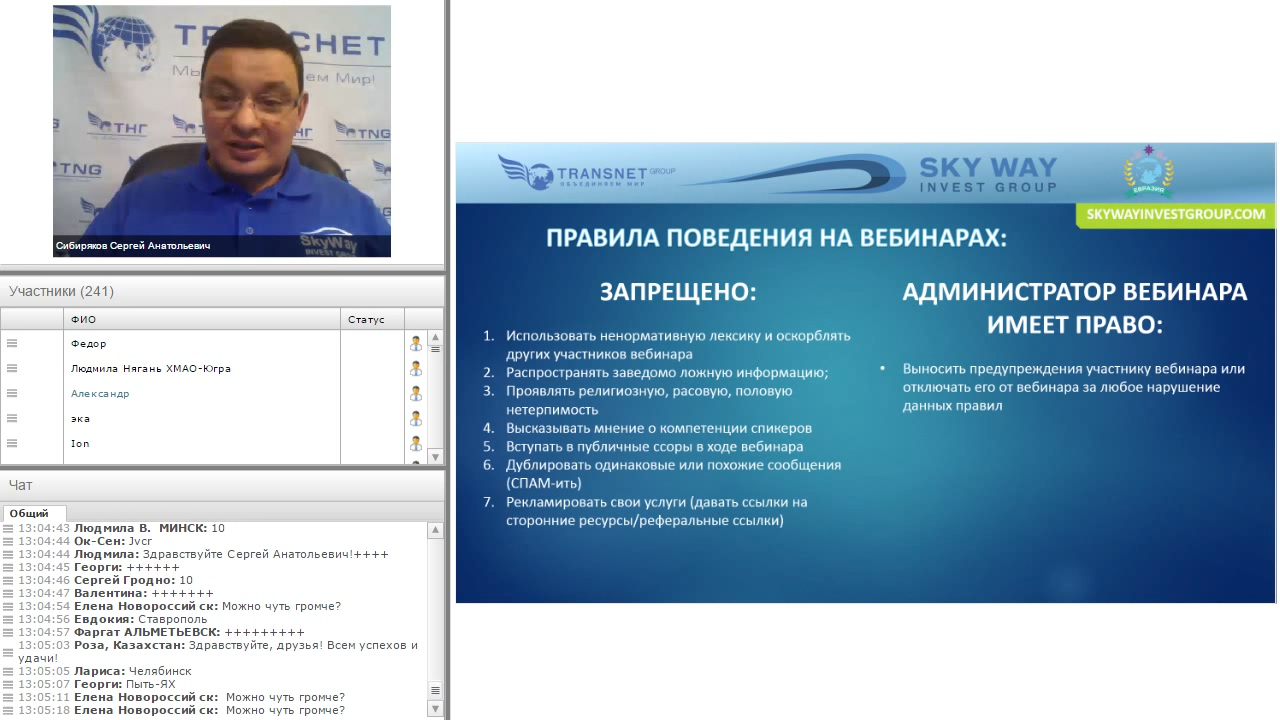 TRANSNET
ТНГ
TNG
TNG
TNG
SkyWay
Сибиряков Сергей Анатольевич
Участники (241)
ФИО Статус
Федор
Людмила Нягань ХМАО-Югра
Александр
эка
Ion
Чат
Общий
13:04:43 Людмила В. МИНСК: 10
13:04:44 Ок-Сен: Jvcr
13:04:44 Людмила: Здравствуйте Сергей Анатольевич!++++
13:04:45 Георги: ++++++
13:04:46 Сергей Гродно: 10
13:04:47 Валентина: +++++++
13:04:54 Елена Новороссий ск: Можно чуть громче?
13:04:56 Евдокия: Ставрополь
13:04:57 Фаргат АЛЬМЕТЬЕВСК: +++++++++
13:05:03 Роза, Казахстан: Здравствуйте, друзья! Всем успехов и
удачи!
13:05:05 Лариса: Челябинск
13:05:07 Георги: Пыть-ЯХ
13:05:11 Елена Новороссий ск: Можно чуть громче?
13:05:18 Елена Новороссий ск: Можно чуть громче?
TRANSNET GROUP
ОБЪЕДИНЯЕМ МИР
SKY WAY
INVEST GROUP
ЕВРАЗИЯ
SKYWAYINVESTGROUP.COM
ПРАВИЛА ПОВЕДЕНИЯ НА ВЕБИНАРАХ:
ЗАПРЕЩЕНО:
1. Использовать ненормативную лексику и оскорблять
других участников вебинара
2. Распространять заведомо ложную информацию;
3. Проявлять религиозную, расовую, половую
нетерпимость
4. Высказывать мнение о компетенции спикеров
5. Вступать в публичные ссоры в ходе вебинара
6. Дублировать одинаковые или похожие сообщения
(СПАМ-ить)
7. Рекламировать свои услуги (давать ссылки на
сторонние ресурсы/реферальные ссылки)
АДМИНИСТРАТОР ВЕБИНАРА
ИМЕЕТ ПРАВО:
• Выносить предупреждения участнику вебинара или
отключать его от вебинара за любое нарушение
данных правил